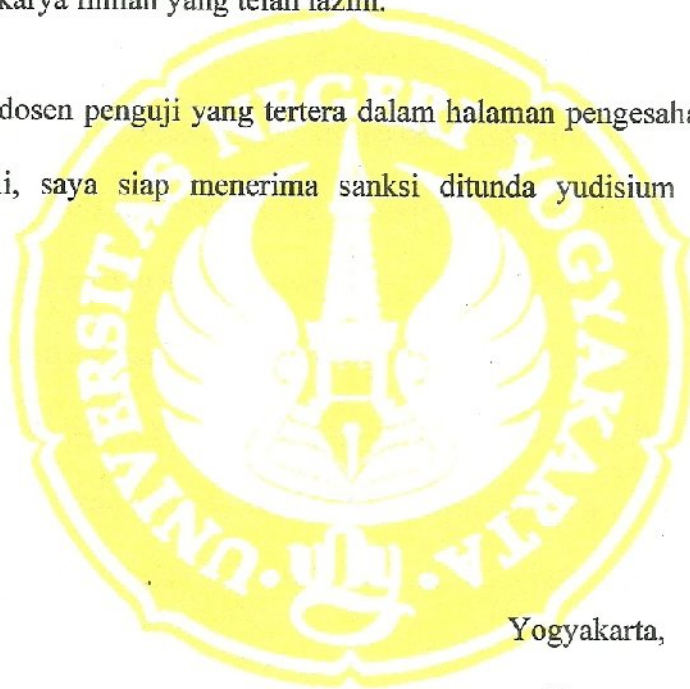 karya ilmiah yang telah lazim.
dosen penguji yang tertera dalam halaman pengesaha
i, saya siap menerima sanksi ditunda yudisium
UNIVERSITAS NEGERI YOGYAKARTA
Yogyakarta,